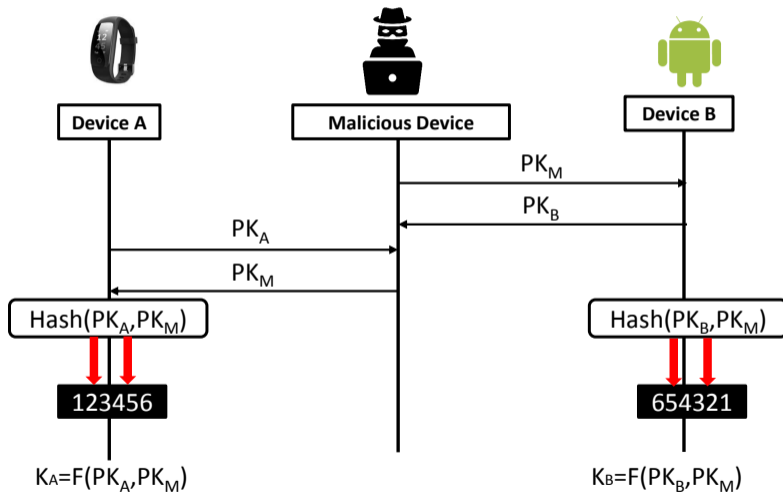 Device A
Malicious Device
Device B
PK_M
PK_B
PK_A
PK_M
Hash(PK_A,PK_M)
Hash(PK_B,PK_M)
123456
654321
K_A=F(PK_A,PK_M)
K_B=F(PK_B,PK_M)